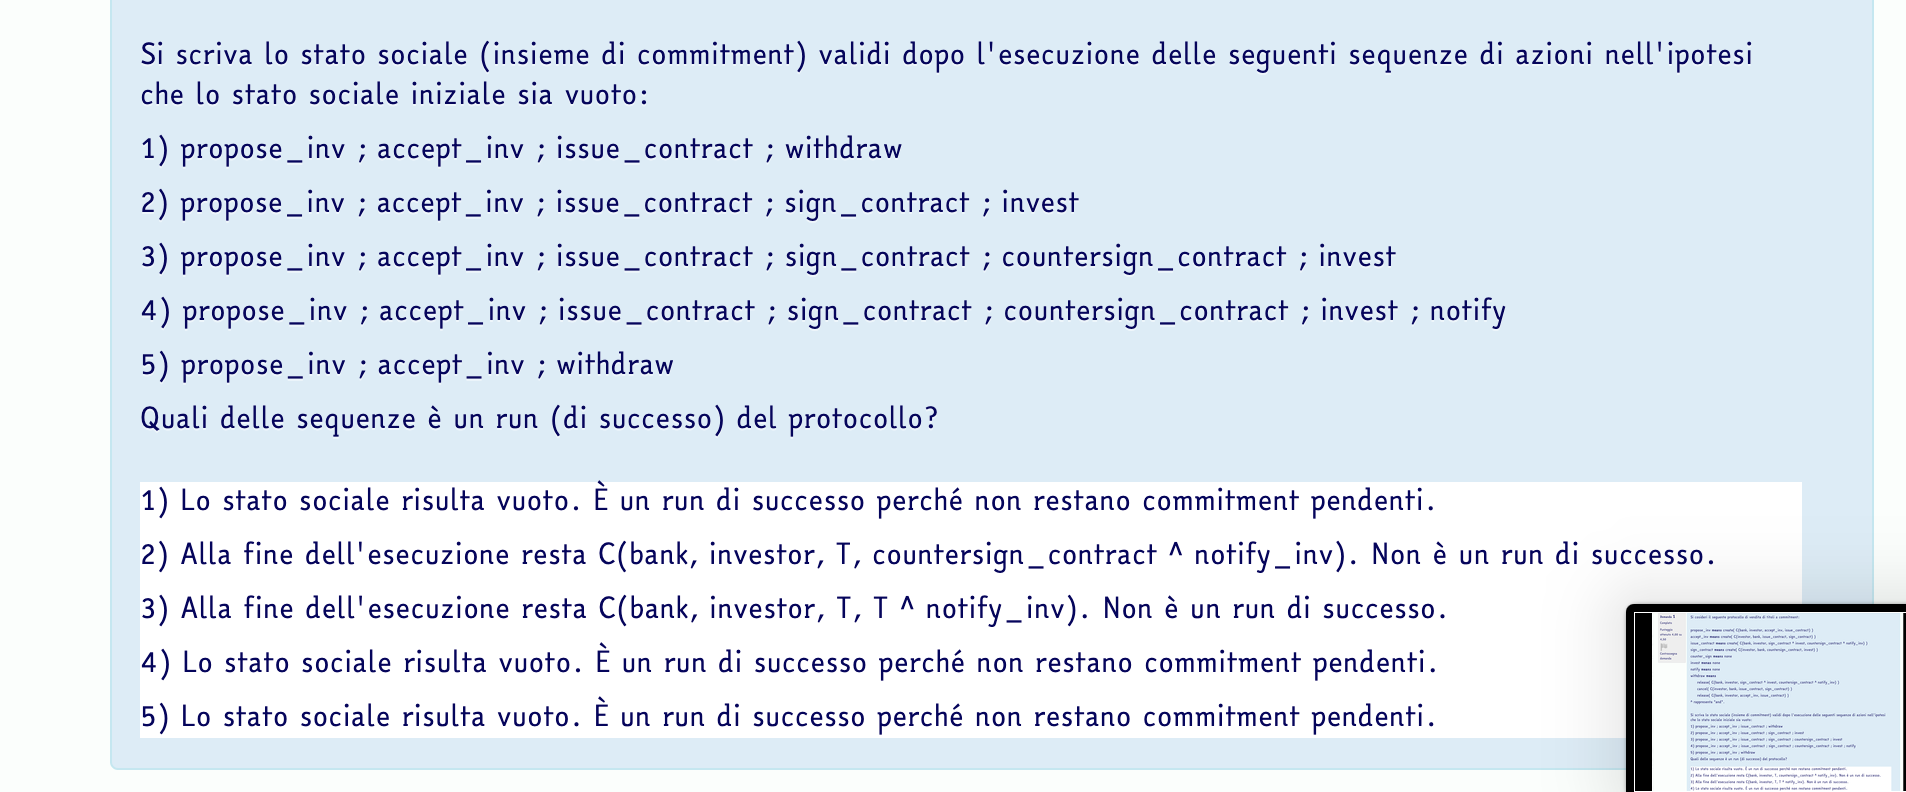 Si scriva lo stato sociale (insieme di commitment) validi dopo l'esecuzione delle seguenti sequenze di azioni nell'ipotesi
che lo stato sociale iniziale sia vuoto:
1) propose_inv ; accept_inv ; issue_contract ; withdraw
2) propose_inv ; accept_inv ; issue_contract ; sign_contract ; invest
3) propose_inv ; accept_inv ; issue_contract ; sign_contract ; countersign_contract ; invest
4) propose_inv ; accept_inv ; issue_contract ; sign_contract ; countersign_contract ; invest ; notify
5) propose_inv ; accept_inv ; withdraw
Quali delle sequenze è un run (di successo) del protocollo?
1) Lo stato sociale risulta vuoto. È un run di successo perché non restano commitment pendenti.
2) Alla fine dell'esecuzione resta C(bank, investor, T, countersign_contract ^ notify_inv). Non è un run di successo.
3) Alla fine dell'esecuzione resta C(bank, investor, T, T ^ notify_inv). Non è un run di successo.
4) Lo stato sociale risulta vuoto. È un run di successo perché non restano commitment pendenti.
5) Lo stato sociale risulta vuoto. È un run di successo perché non restano commitment pendenti.